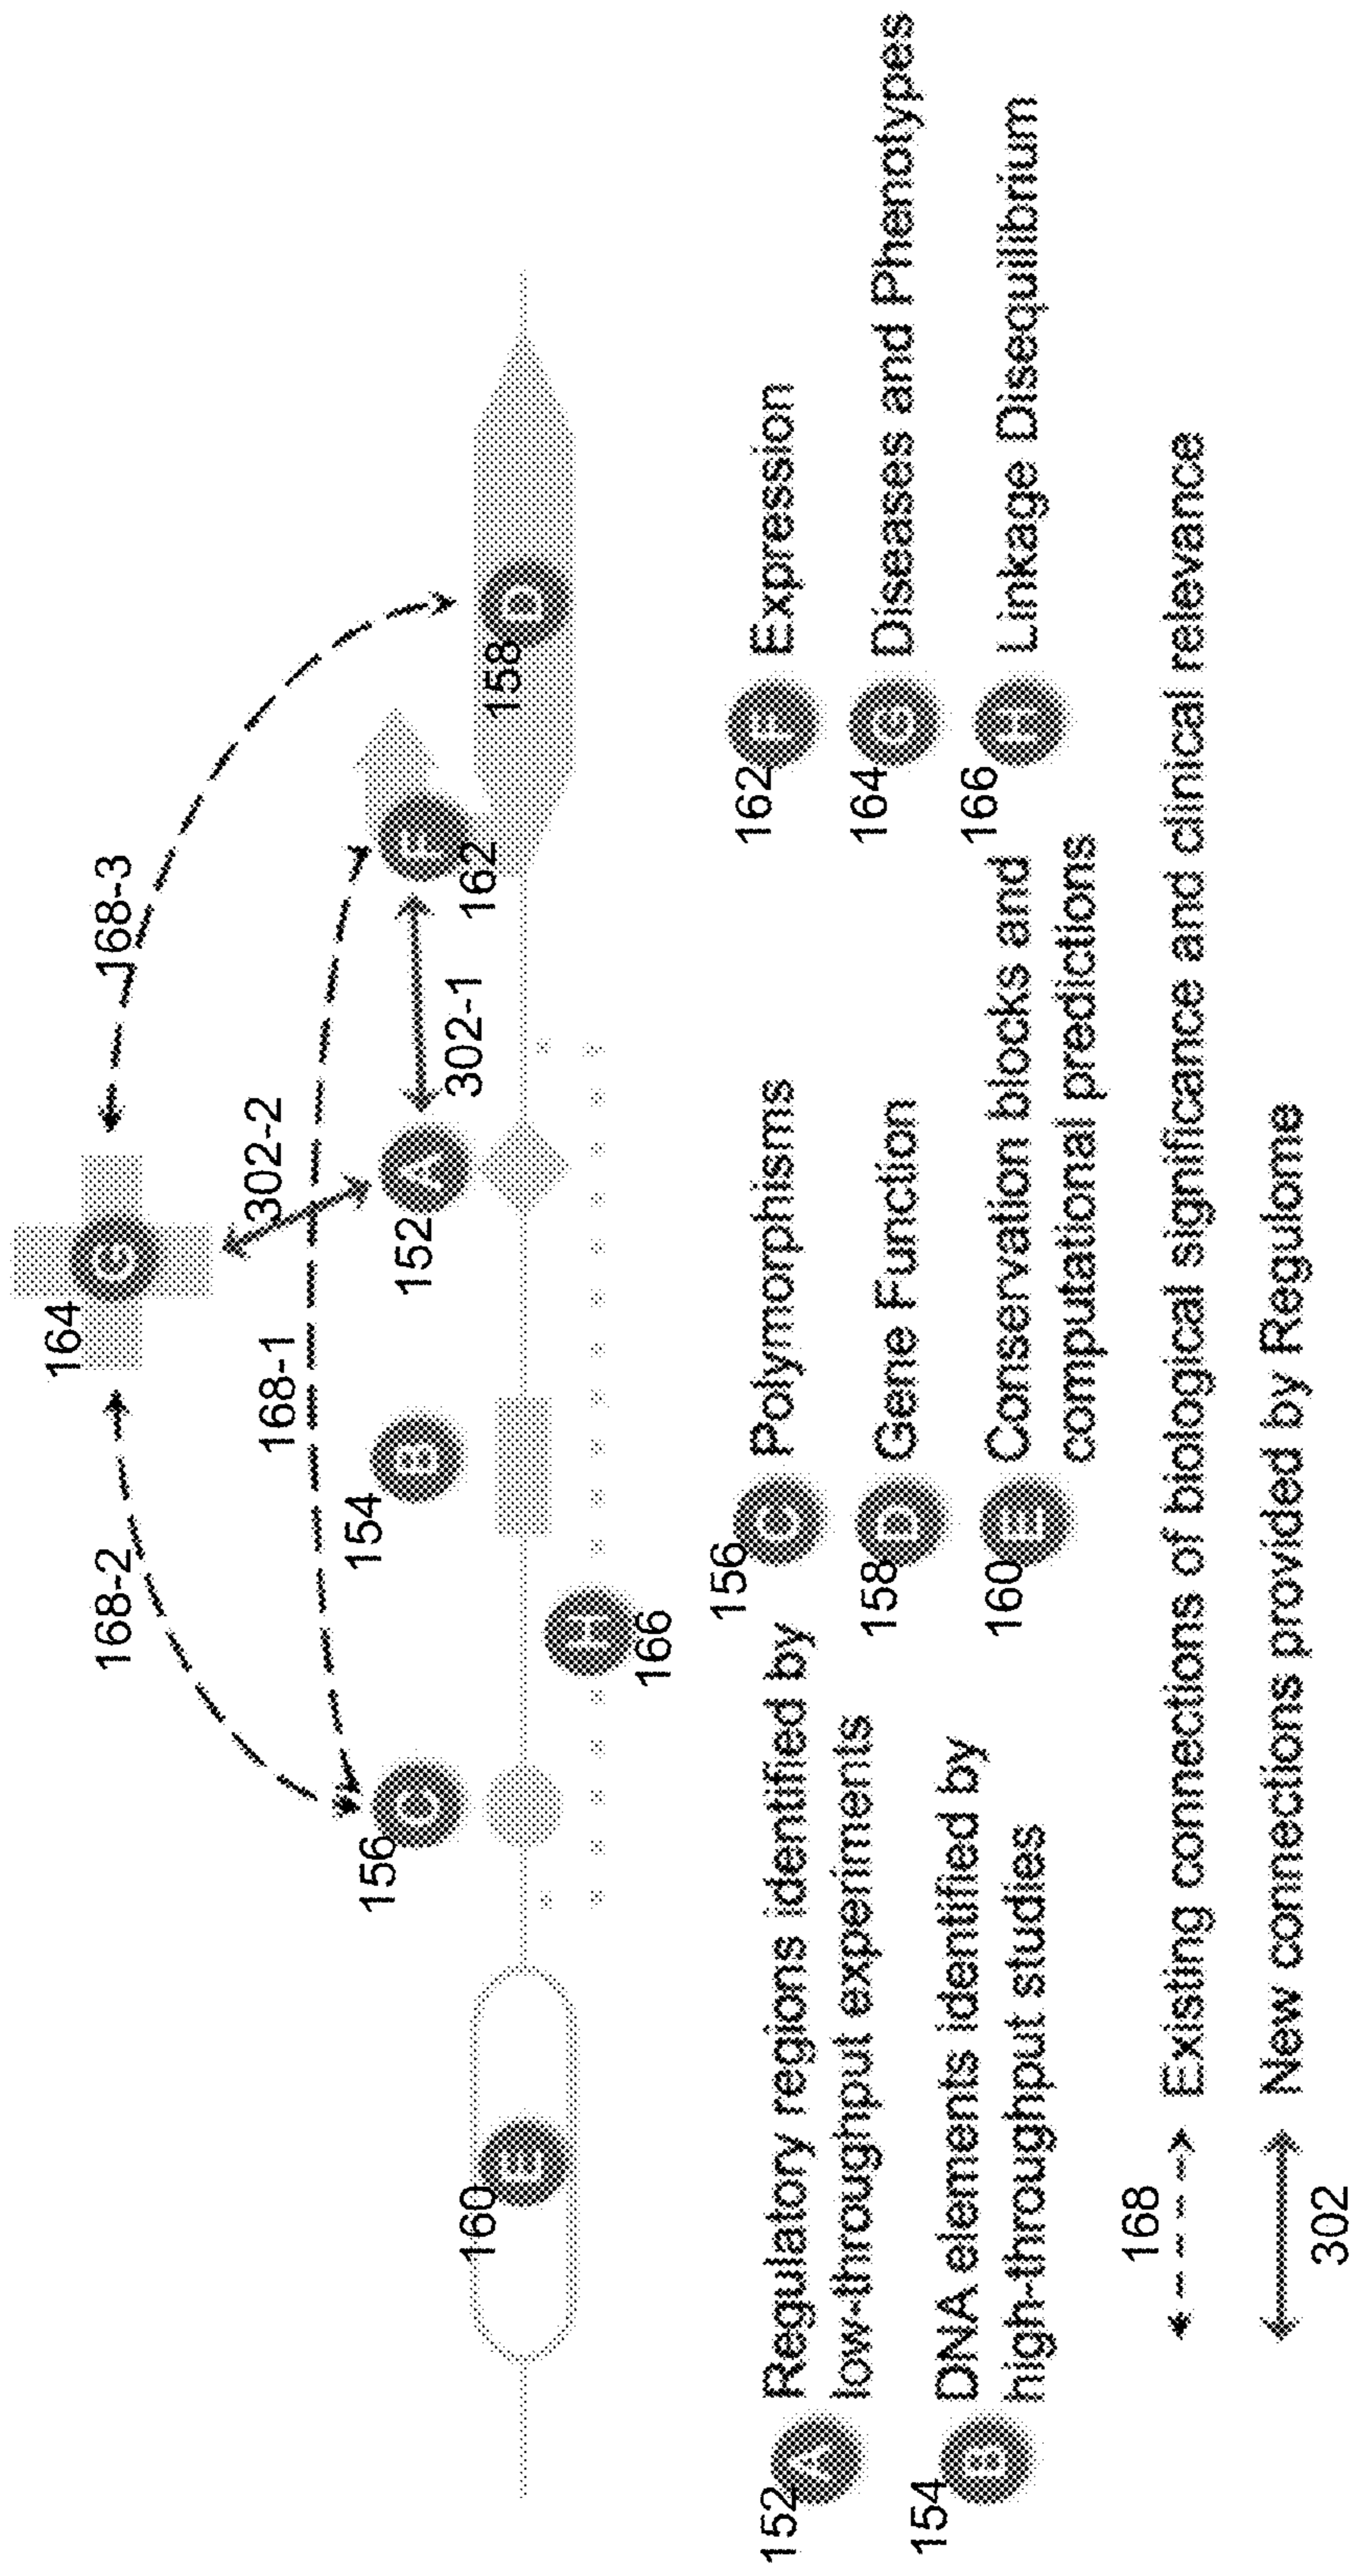 164
G
168-2
168-3
168-1
302-2
156
C
154
B
152
A
302-1
F
162
160
E
158
D
H
166
152 A Regulatory regions identified by
low-throughput experiments
154 B DNA elements identified by
high-throughput studies
156 C Polymorphisms
158 D Gene Function
160 E Conservation blocks and
computational predictions
162 F Expression
164 G Diseases and Phenotypes
166 H Linkage Disequilibrium
168 Existing connections of biological significance and clinical relevance
302 New connections provided by Regulome